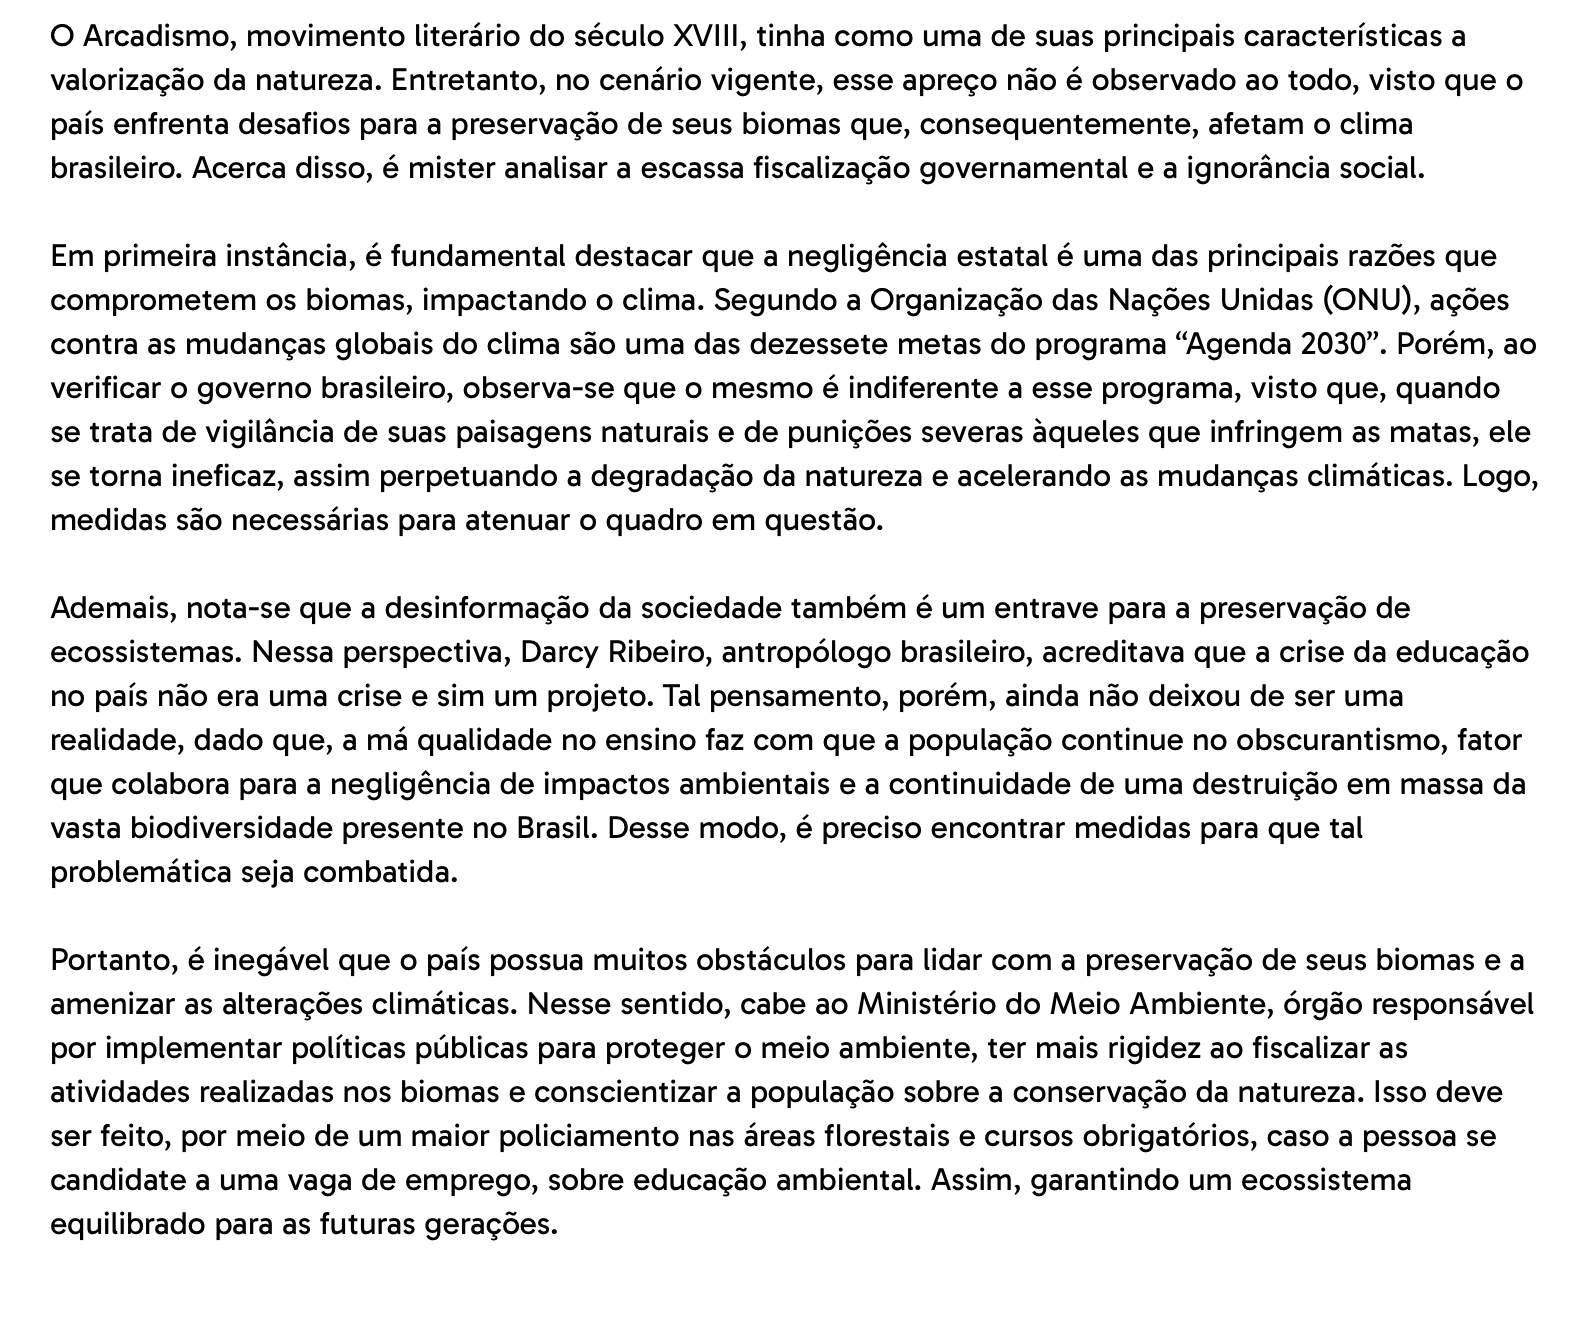 O Arcadismo, movimento literário do século XVIII, tinha como uma de suas principais características a
valorização da natureza. Entretanto, no cenário vigente, esse apreço não é observado ao todo, visto que o
país enfrenta desafios para a preservação de seus biomas que, consequentemente, afetam o clima
brasileiro. Acerca disso, é mister analisar a escassa fiscalização governamental e a ignorância social.

Em primeira instância, é fundamental destacar que a negligência estatal é uma das principais razões que
comprometem os biomas, impactando o clima. Segundo a Organização das Nações Unidas (ONU), ações
contra as mudanças globais do clima são uma das dezessete metas do programa “Agenda 2030”. Porém, ao
verificar o governo brasileiro, observa-se que o mesmo é indiferente a esse programa, visto que, quando
se trata de vigilância de suas paisagens naturais e de punições severas àqueles que infringem as matas, ele
se torna ineficaz, assim perpetuando a degradação da natureza e acelerando as mudanças climáticas. Logo,
medidas são necessárias para atenuar o quadro em questão.

Ademais, nota-se que a desinformação da sociedade também é um entrave para a preservação de
ecossistemas. Nessa perspectiva, Darcy Ribeiro, antropólogo brasileiro, acreditava que a crise da educação
no país não era uma crise e sim um projeto. Tal pensamento, porém, ainda não deixou de ser uma
realidade, dado que, a má qualidade no ensino faz com que a população continue no obscurantismo, fator
que colabora para a negligência de impactos ambientais e a continuidade de uma destruição em massa da
vasta biodiversidade presente no Brasil. Desse modo, é preciso encontrar medidas para que tal
problemática seja combatida.

Portanto, é inegável que o país possua muitos obstáculos para lidar com a preservação de seus biomas e a
amenizar as alterações climáticas. Nesse sentido, cabe ao Ministério do Meio Ambiente, órgão responsável
por implementar políticas públicas para proteger o meio ambiente, ter mais rigidez ao fiscalizar as
atividades realizadas nos biomas e conscientizar a população sobre a conservação da natureza. Isso deve
ser feito, por meio de um maior policiamento nas áreas florestais e cursos obrigatórios, caso a pessoa se
candidate a uma vaga de emprego, sobre educação ambiental. Assim, garantindo um ecossistema
equilibrado para as futuras gerações.